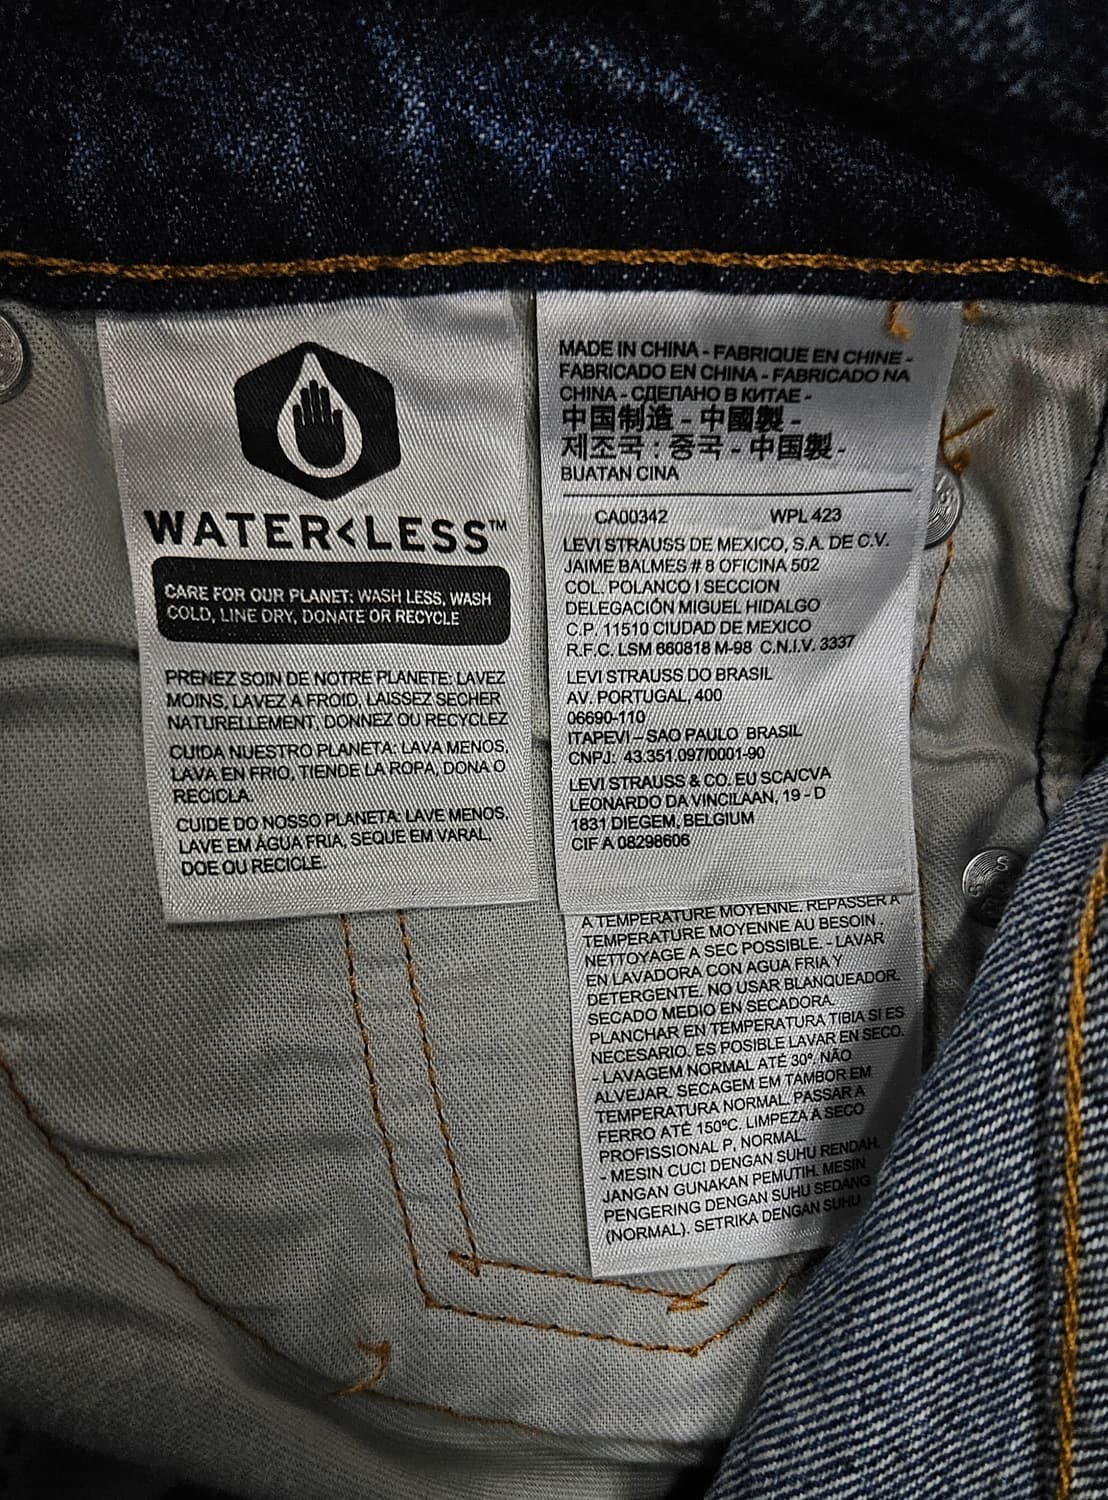 WATER<LESS™
CARE FOR OUR PLANET: WASH LESS, WASH
COLD, LINE DRY, DONATE OR RECYCLE
PRENEZ SOIN DE NOTRE PLANETE: LAVEZ
MOINS, LAVEZ A FROID, LAISSEZ SECHER
NATURELLEMENT, DONNEZ OU RECYCLEZ
CUIDA NUESTRO PLANETA: LAVA MENOS,
LAVA EN FRIO, TIENDE LA ROPA, DONA O
RECICLA.
CUIDE DO NOSSO PLANETA: LAVE MENOS,
LAVE EM ÁGUA FRIA, SEQUE EM VARAL,
DOE OU RECICLE.
MADE IN CHINA - FABRIQUE EN CHINE -
FABRICADO EN CHINA - FABRICADO NA
CHINA - СДЕЛАНО В КИТАЕ -
中国制造 - 中國製 -
제조국 : 중국 - 中国製 -
BUATAN CINA
CA00342 WPL 423
LEVI STRAUSS DE MEXICO, S.A. DE C.V.
JAIME BALMES # 8 OFICINA 502
COL. POLANCO I SECCION
DELEGACIÓN MIGUEL HIDALGO
C.P. 11510 CIUDAD DE MEXICO
R.F.C. LSM 660818 M-98 C.N.I.V. 3337
LEVI STRAUSS DO BRASIL
AV. PORTUGAL, 400
06690-110
ITAPEVI – SAO PAULO BRASIL
CNPJ: 43.351.097/0001-90
LEVI STRAUSS & CO. EU SCA/CVA
LEONARDO DA VINCILAAN, 19 - D
1831 DIEGEM, BELGIUM
CIF A 08298606
A TEMPERATURE MOYENNE. REPASSER A
TEMPERATURE MOYENNE AU BESOIN.
NETTOYAGE A SEC POSSIBLE. - LAVAR
EN LAVADORA CON AGUA FRIA Y
DETERGENTE. NO USAR BLANQUEADOR.
SECADO MEDIO EN SECADORA.
PLANCHAR EN TEMPERATURA TIBIA SI ES
NECESARIO. ES POSIBLE LAVAR EN SECO.
- LAVAGEM NORMAL ATÉ 30º. NÃO
ALVEJAR. SECAGEM EM TAMBOR EM
TEMPERATURA NORMAL. PASSAR A
FERRO ATÉ 150ºC. LIMPEZA A SECO
PROFISSIONAL P, NORMAL.
- MESIN CUCI DENGAN SUHU RENDAH.
JANGAN GUNAKAN PEMUTIH. MESIN
PENGERING DENGAN SUHU SEDANG
(NORMAL). SETRIKA DENGAN SUHU